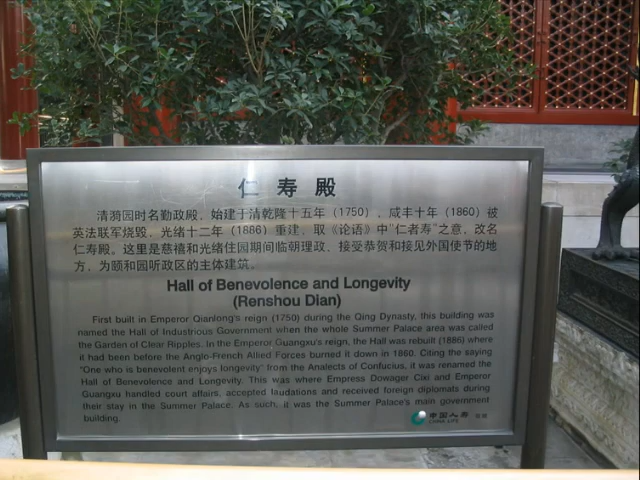 仁寿殿
清漪园时名勤政殿，始建于清乾隆十五年（1750），咸丰十年（1860）被
英法联军烧毁，光绪十二年（1886）重建，取《论语》中“仁者寿”之意，改名
仁寿殿。这里是慈禧和光绪住园期间临朝理政、接受恭贺和接见外国使节的地
方，为颐和园听政区的主体建筑。
Hall of Benevolence and Longevity
(Renshou Dian)
First built in Emperor Qianlong's reign (1750) during the Qing Dynasty, this building was
named the Hall of Industrious Government when the whole Summer Palace area was called
the Garden of Clear Ripples. In the Emperor Guangxu's reign, the Hall was rebuilt (1886) where
it had been before the Anglo-French Allied Forces burned it down in 1860. Citing the saying
"One who is benevolent enjoys longevity" from the Analects of Confucius, it was renamed the
Hall of Benevolence and Longevity. This was where Empress Dowager Cixi and Emperor
Guangxu handled court affairs, accepted laudations and received foreign diplomats during
their stay in the Summer Palace. As such, it was the Summer Palace's main government
building.
中国人寿
CHINA LIFE